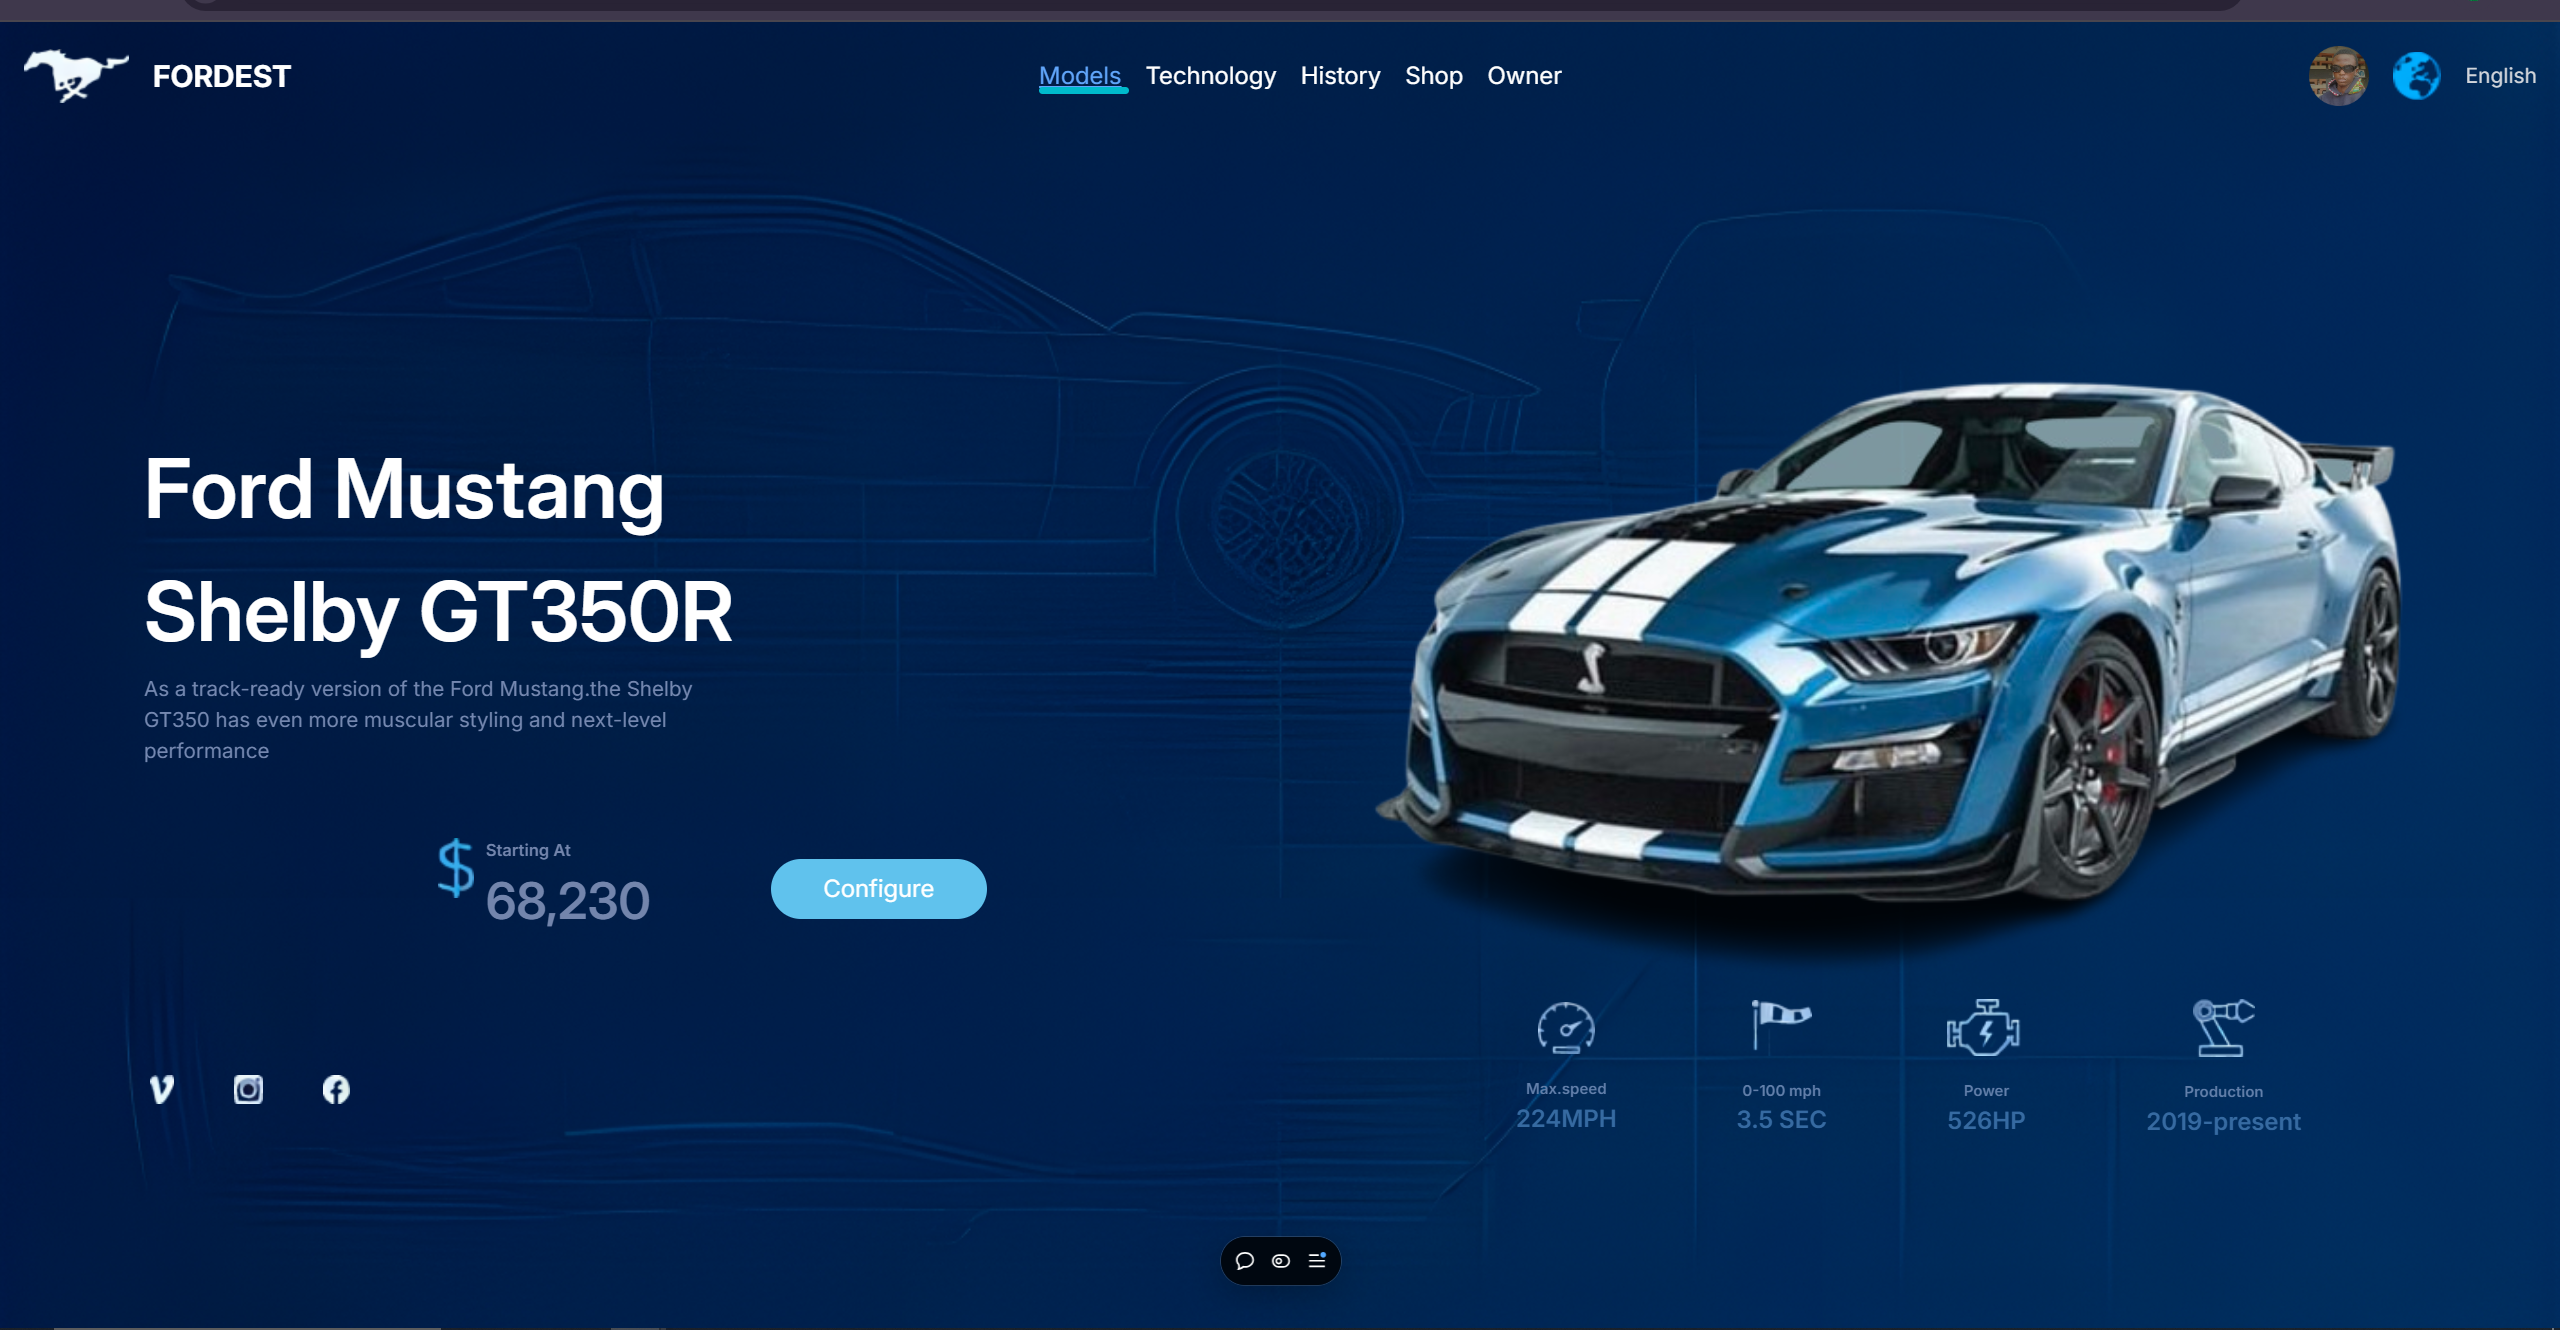 FORDEST
Models Technology History Shop Owner
English
Ford Mustang
Shelby GT350R
As a track-ready version of the Ford Mustang.the Shelby
GT350 has even more muscular styling and next-level
performance
$ Starting At
68,230
Configure
Max.speed
224MPH
0-100 mph
3.5 SEC
Power
526HP
Production
2019-present